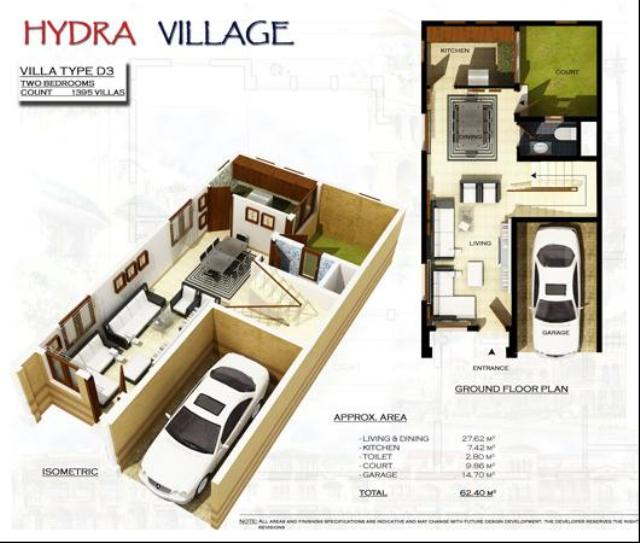 HYDRA VILLAGE
VILLA TYPE D3
TWO BEDROOMS
COUNT 1395 VILLAS
KITCHEN
COURT
DINING
LIVING
GARAGE
ENTRANCE
GROUND FLOOR PLAN
ISOMETRIC
APPROX. AREA
- LIVING & DINING 27.62 M²
- KITCHEN 7.42 M²
- TOILET 2.80 M²
- COURT 9.86 M²
- GARAGE 14.70 M²
TOTAL 62.40 M²
NOTE: ALL AREAS AND FINISHING SPECIFICATIONS ARE INDICATIVE AND MAY CHANGE WITH FUTURE DESIGN DEVELOPMENT. THE DEVELOPER RESERVES THE RIGHT
REVISIONS